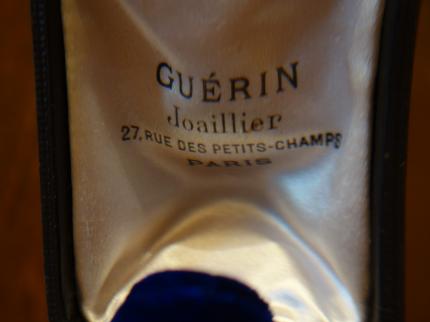 GUÉRIN
Joaillier
27, RUE DES PETITS-CHAMPS
PARIS